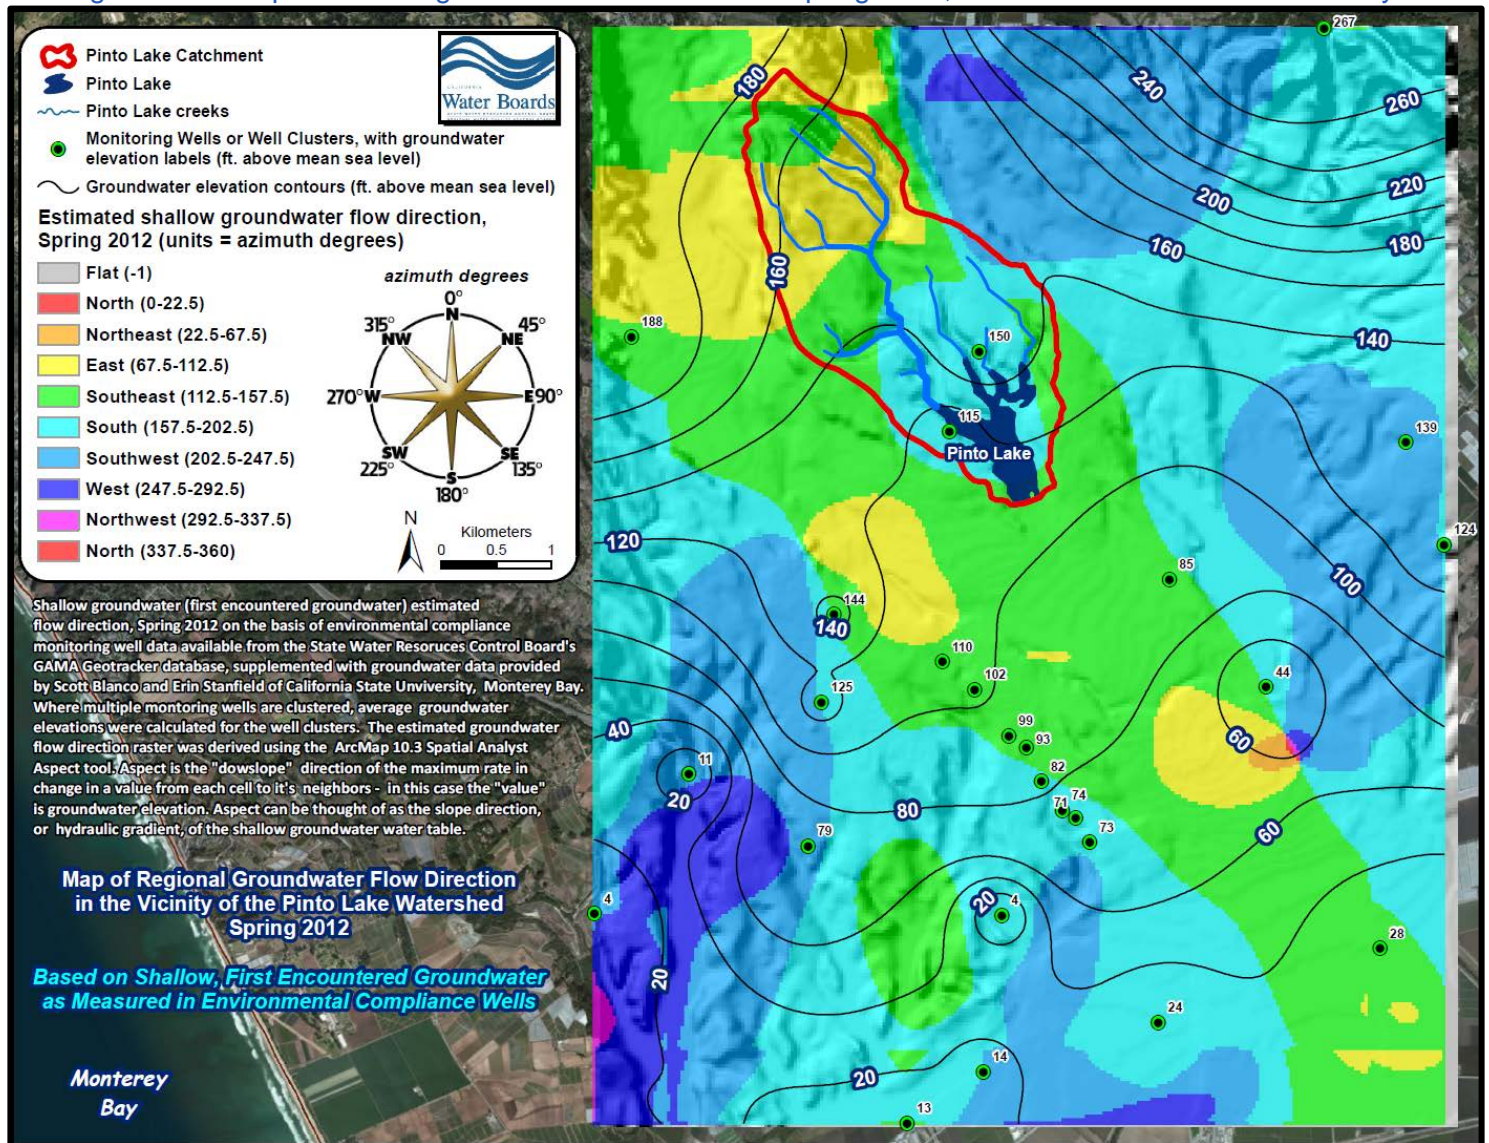 Pinto Lake Catchment
Pinto Lake
Pinto Lake creeks
Monitoring Wells or Well Clusters, with groundwater
elevation labels (ft. above mean sea level)
Groundwater elevation contours (ft. above mean sea level)
CALIFORNIA
Water Boards
Estimated shallow groundwater flow direction,
Spring 2012 (units = azimuth degrees)
Flat (-1)
North (0-22.5)
Northeast (22.5-67.5)
East (67.5-112.5)
Southeast (112.5-157.5)
South (157.5-202.5)
Southwest (202.5-247.5)
West (247.5-292.5)
Northwest (292.5-337.5)
North (337.5-360)
azimuth degrees
0°
N
315°
NW
45°
NE
270°
W
E
90°
SW
225°
SE
135°
S
180°
N
Kilometers
0 0.5 1
Shallow groundwater (first encountered groundwater) estimated
flow direction, Spring 2012 on the basis of environmental compliance
monitoring well data available from the State Water Resoruces Control Board's
GAMA Geotracker database, supplemented with groundwater data provided
by Scott Blanco and Erin Stanfield of California State Unviversity, Monterey Bay.
Where multiple montoring wells are clustered, average groundwater
elevations were calculated for the well clusters. The estimated groundwater
flow direction raster was derived using the ArcMap 10.3 Spatial Analyst
Aspect tool. Aspect is the "dowslope" direction of the maximum rate in
change in a value from each cell to it's neighbors - in this case the "value"
is groundwater elevation. Aspect can be thought of as the slope direction,
or hydraulic gradient, of the shallow groundwater water table.
Map of Regional Groundwater Flow Direction
in the Vicinity of the Pinto Lake Watershed
Spring 2012
Based on Shallow, First Encountered Groundwater
as Measured in Environmental Compliance Wells
Monterey
Bay
267
180
240
260
220
200
160
180
160
188
150
140
115
Pinto Lake
139
120
124
85
100
144
140
110
102
44
125
99
93
60
40
11
20
82
80
71
74
73
60
79
4
20
4
28
20
24
14
20
13